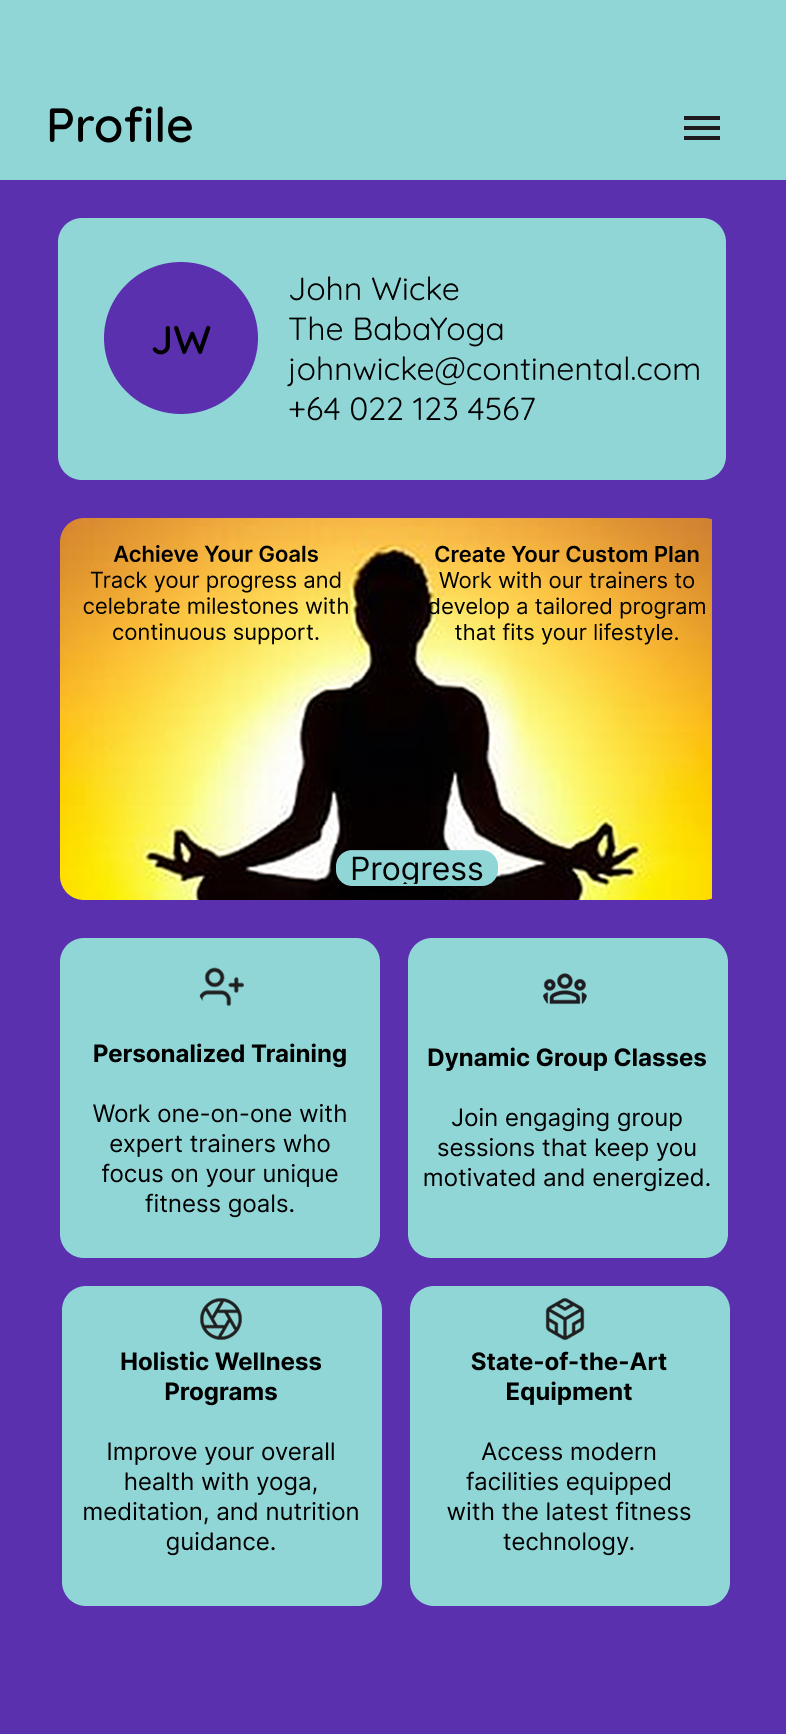 Profile
JW
John Wicke
The BabaYoga
johnwicke@continental.com
+64 022 123 4567
Achieve Your Goals
Track your progress and
celebrate milestones with
continuous support.
Create Your Custom Plan
Work with our trainers to
develop a tailored program
that fits your lifestyle.
Progress
Personalized Training
Work one-on-one with
expert trainers who
focus on your unique
fitness goals.
Dynamic Group Classes
Join engaging group
sessions that keep you
motivated and energized.
Holistic Wellness
Programs
Improve your overall
health with yoga,
meditation, and nutrition
guidance.
State-of-the-Art
Equipment
Access modern
facilities equipped
with the latest fitness
technology.